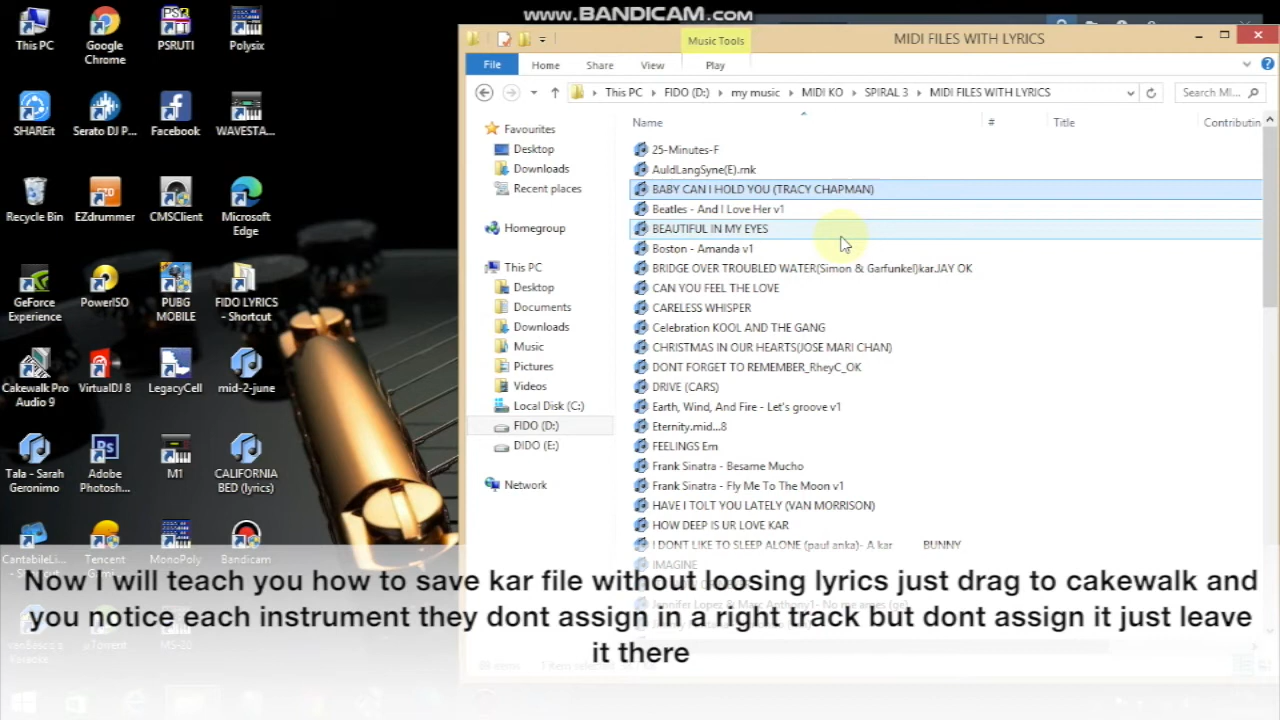 www.BANDICAM.com
This PC
Google Chrome
PSRUTI
Polysix
SHAREit
Serato DJ P...
Facebook
WAVESTA...
Recycle Bin
EZdrummer
CMSClient
Microsoft Edge
GeForce Experience
PowerISO
PUBG MOBILE
FIDO LYRICS - Shortcut
Cakewalk Pro Audio 9
VirtualDJ 8
LegacyCell
mid-2-june
Tala - Sarah Geronimo
Adobe Photosh...
M1
CALIFORNIA BED (lyrics)
CantabileLi... - Shortcut
Tencent
MonoPoly
Bandicam
uTorrent
MS-20
Music Tools
MIDI FILES WITH LYRICS
File Home Share View Play
This PC FIDO (D:) my music MIDI KO SPIRAL 3 MIDI FILES WITH LYRICS
Search MI...
Name # Title Contributin
Favourites
Desktop
Downloads
Recent places
Homegroup
This PC
Desktop
Documents
Downloads
Music
Pictures
Videos
Local Disk (C:)
FIDO (D:)
DIDO (E:)
Network
25-Minutes-F
AuldLangSyne(E).mk
BABY CAN I HOLD YOU (TRACY CHAPMAN)
Beatles - And I Love Her v1
BEAUTIFUL IN MY EYES
Boston - Amanda v1
BRIDGE OVER TROUBLED WATER(Simon & Garfunkel)karJAY OK
CAN YOU FEEL THE LOVE
CARELESS WHISPER
Celebration KOOL AND THE GANG
CHRISTMAS IN OUR HEARTS(JOSE MARI CHAN)
DONT FORGET TO REMEMBER_RheyC_OK
DRIVE (CARS)
Earth, Wind, And Fire - Let's groove v1
Eternity.mid...8
FEELINGS Em
Frank Sinatra - Besame Mucho
Frank Sinatra - Fly Me To The Moon v1
HAVE I TOLT YOU LATELY (VAN MORRISON)
HOW DEEP IS UR LOVE KAR
I DONT LIKE TO SLEEP ALONE (paul anka)- A kar BUNNY
IMAGINE
Now I will teach you how to save kar file without loosing lyrics just drag to cakewalk and
you notice each instrument they dont assign in a right track but dont assign it just leave
it there